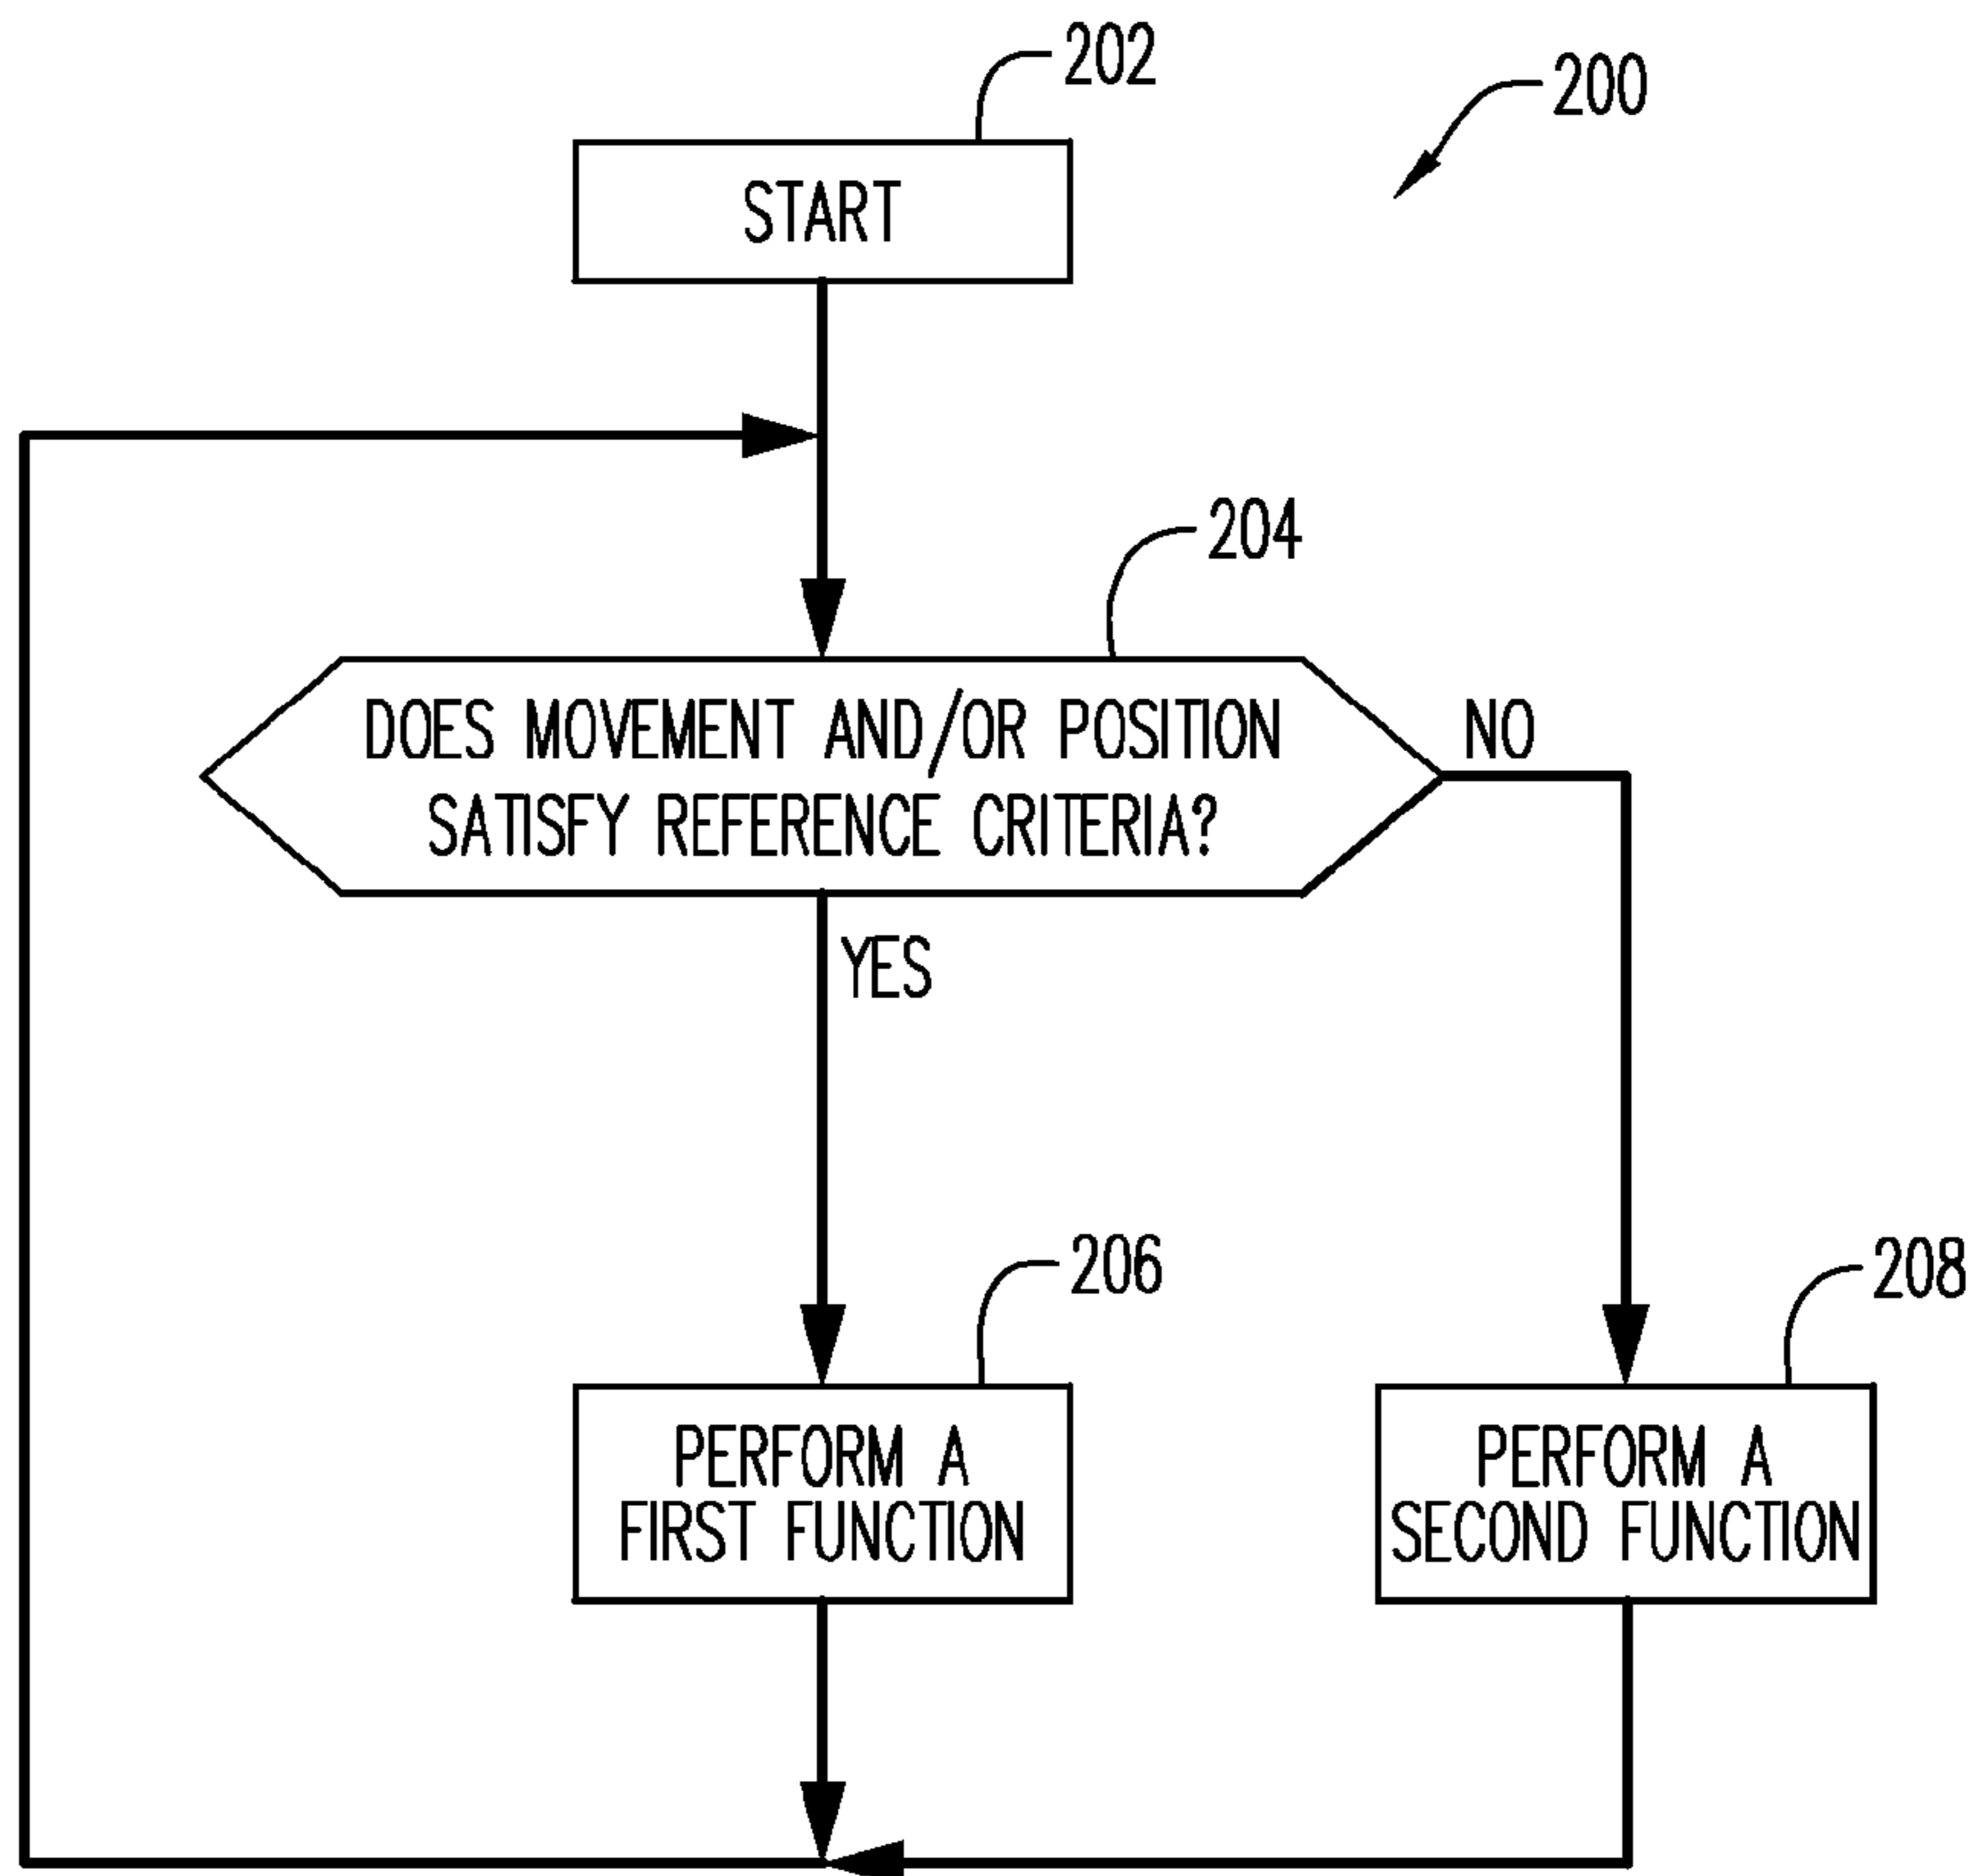 202
200
START
204
DOES MOVEMENT AND/OR POSITION
SATISFY REFERENCE CRITERIA?
NO
YES
206
208
PERFORM A
FIRST FUNCTION
PERFORM A
SECOND FUNCTION